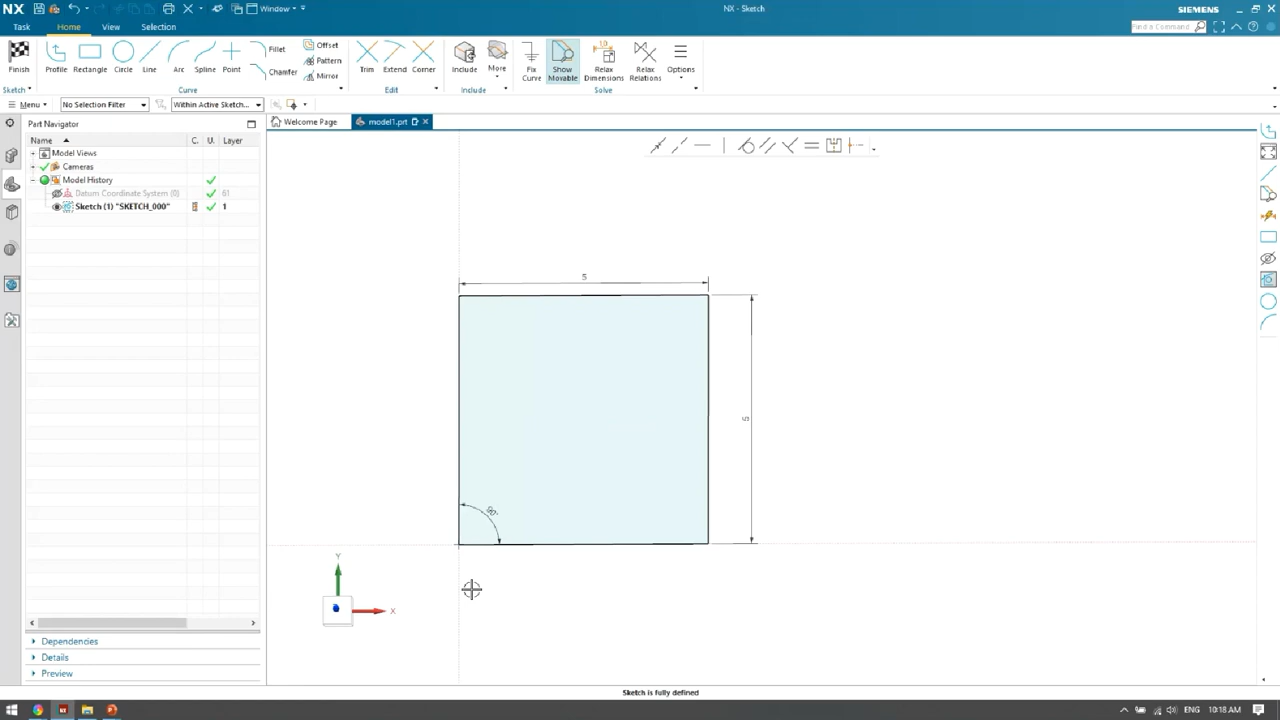 NX
Window
NX - Sketch
SIEMENS
Task
Home
View
Selection
Find a Command
Finish
Profile
Rectangle
Circle
Line
Arc
Spline
Point
Fillet
Chamfer
Offset
Pattern
Mirror
Trim
Extend
Corner
Include
More
Fix Curve
Show Movable
Relax Dimensions
Relax Relations
Options
Sketch
Curve
Edit
Include
Solve
Menu
No Selection Filter
Within Active Sketch...
Part Navigator
Welcome Page
model1.prt
Name
C.
U.
Layer
Model Views
Cameras
Model History
Datum Coordinate System (0)
61
Sketch (1) "SKETCH_000"
1
5
5
90°
Y
X
Dependencies
Details
Preview
Sketch is fully defined
ENG
10:18 AM